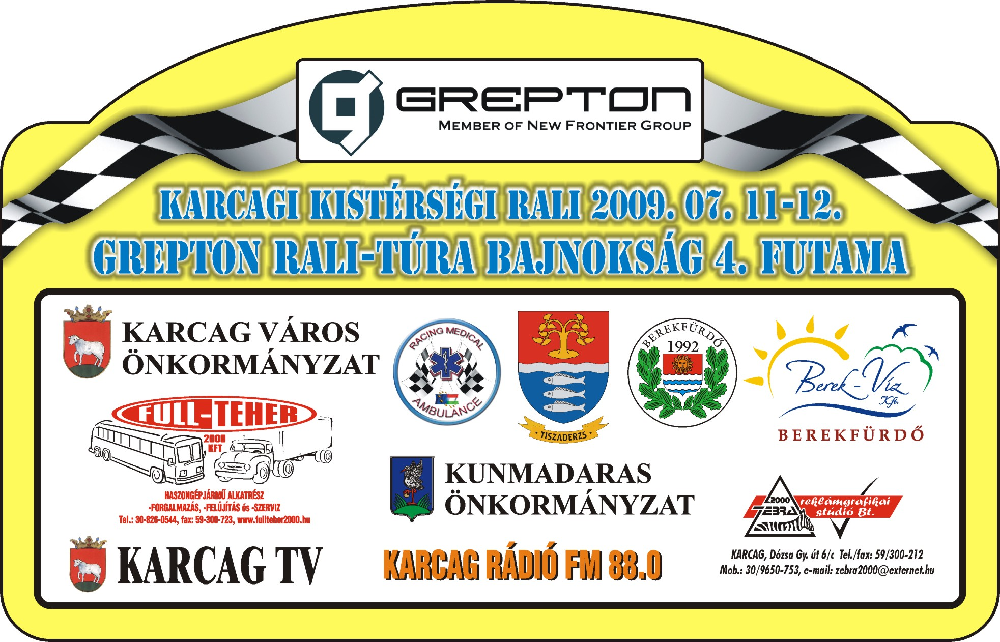 GREPTON
MEMBER OF NEW FRONTIER GROUP
KARCAGI KISTÉRSÉGI RALI 2009. 07. 11-12.
GREPTON RALI-TÚRA BAJNOKSÁG 4. FUTAMA
KARCAG VÁROS
ÖNKORMÁNYZAT
RACING MEDICAL
AMBULANCE
TISZADERZS
BEREKFÜRDŐ
1992
Berek-Víz
Kft.
BEREKFÜRDŐ
FULL-TEHER
2000
KFT
HASZONGÉPJÁRMŰ ALKATRÉSZ
-FORGALMAZÁS, -FELÚJÍTÁS és -SZERVIZ
Tel.: 30-826-0544, fax: 59-300-723, www.fullteher2000.hu
KUNMADARAS
ÖNKORMÁNYZAT
2000
ZEBRA
reklámgrafikai
stúdió Bt.
KARCAG, Dózsa Gy. út 6/c Tel./fax: 59/300-212
Mob.: 30/9650-753, e-mail: zebra2000@externet.hu
KARCAG TV
KARCAG RÁDIÓ FM 88.0